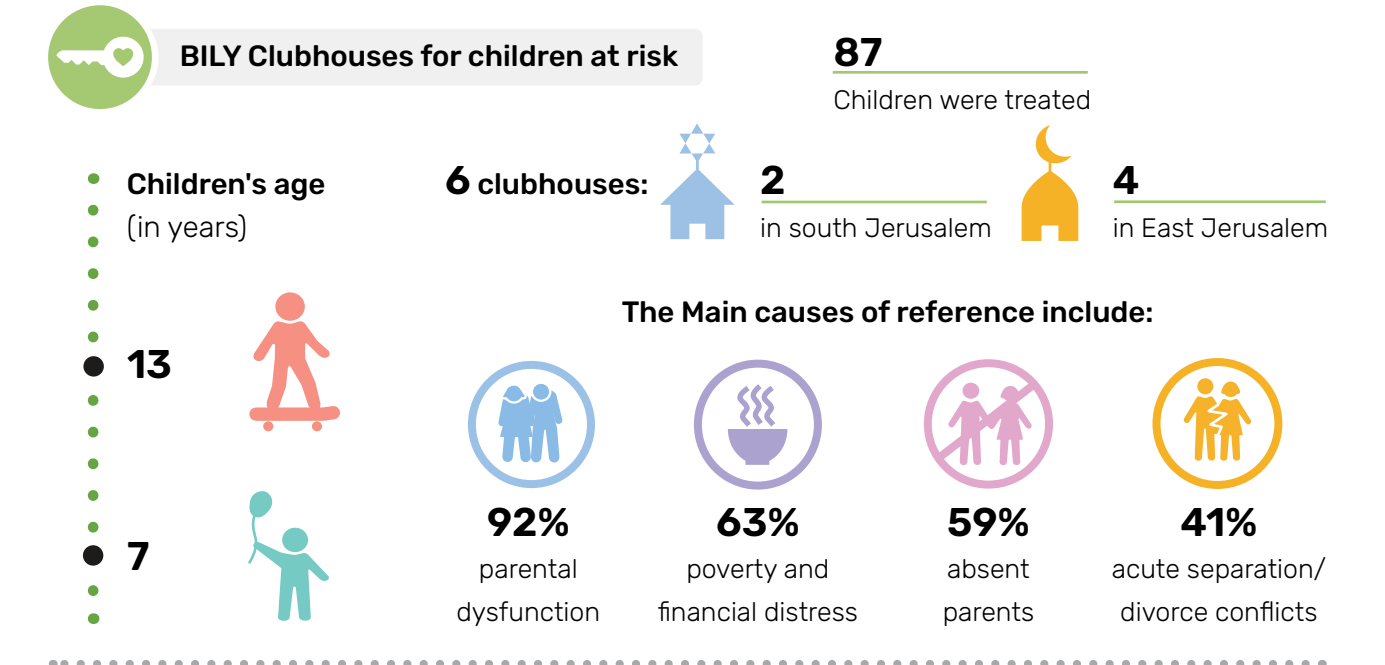 BILY Clubhouses for children at risk
87
Children were treated
Children's age
(in years)
6 clubhouses:
2
in south Jerusalem
4
in East Jerusalem
13
7
The Main causes of reference include:
92%
parental
dysfunction
63%
poverty and
financial distress
59%
absent
parents
41%
acute separation/
divorce conflicts